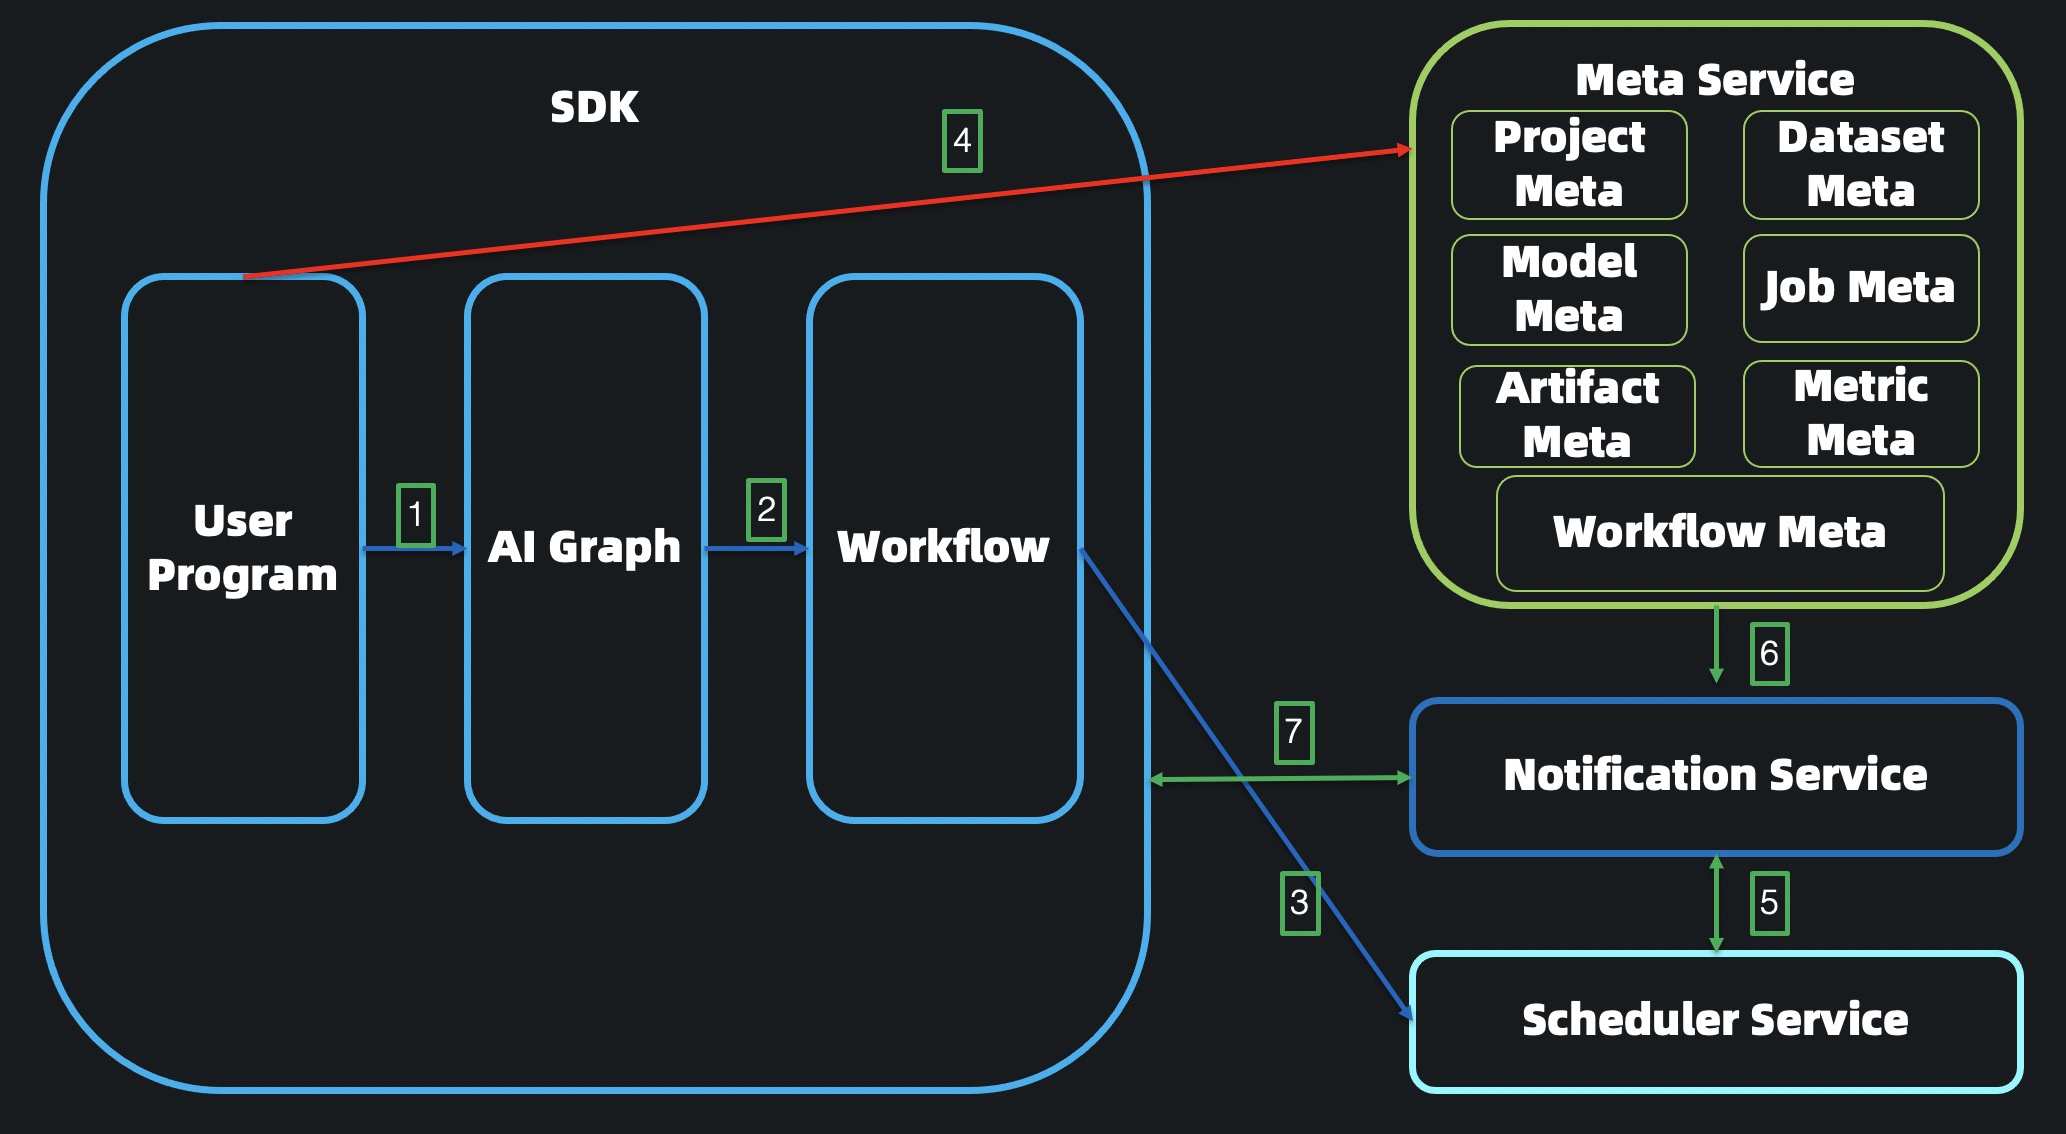 SDK
4
User
Program
1
AI Graph
2
Workflow
Meta Service
Project
Meta
Dataset
Meta
Model
Meta
Job Meta
Artifact
Meta
Metric
Meta
Workflow Meta
6
7
Notification Service
3
5
Scheduler Service